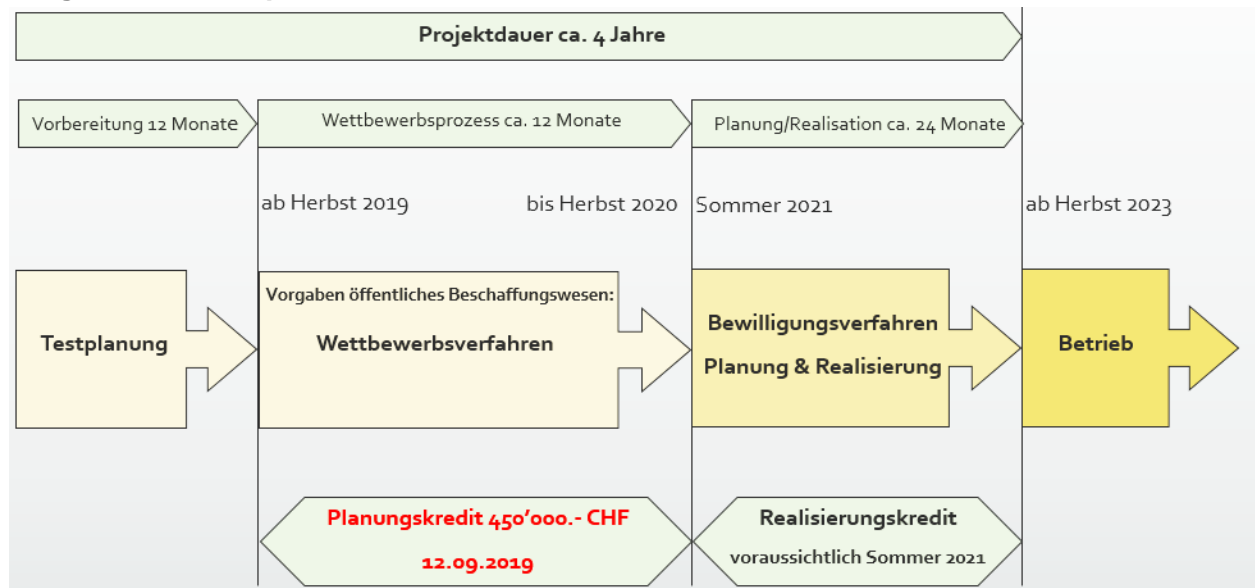 Projektdauer ca. 4 Jahre
Vorbereitung 12 Monate
Wettbewerbsprozess ca. 12 Monate
Planung/Realisation ca. 24 Monate
ab Herbst 2019
bis Herbst 2020
Sommer 2021
ab Herbst 2023
Testplanung
Vorgaben öffentliches Beschaffungswesen:
Wettbewerbsverfahren
Bewilligungsverfahren
Planung & Realisierung
Betrieb
Planungskredit 450'000.- CHF
12.09.2019
Realisierungskredit
voraussichtlich Sommer 2021